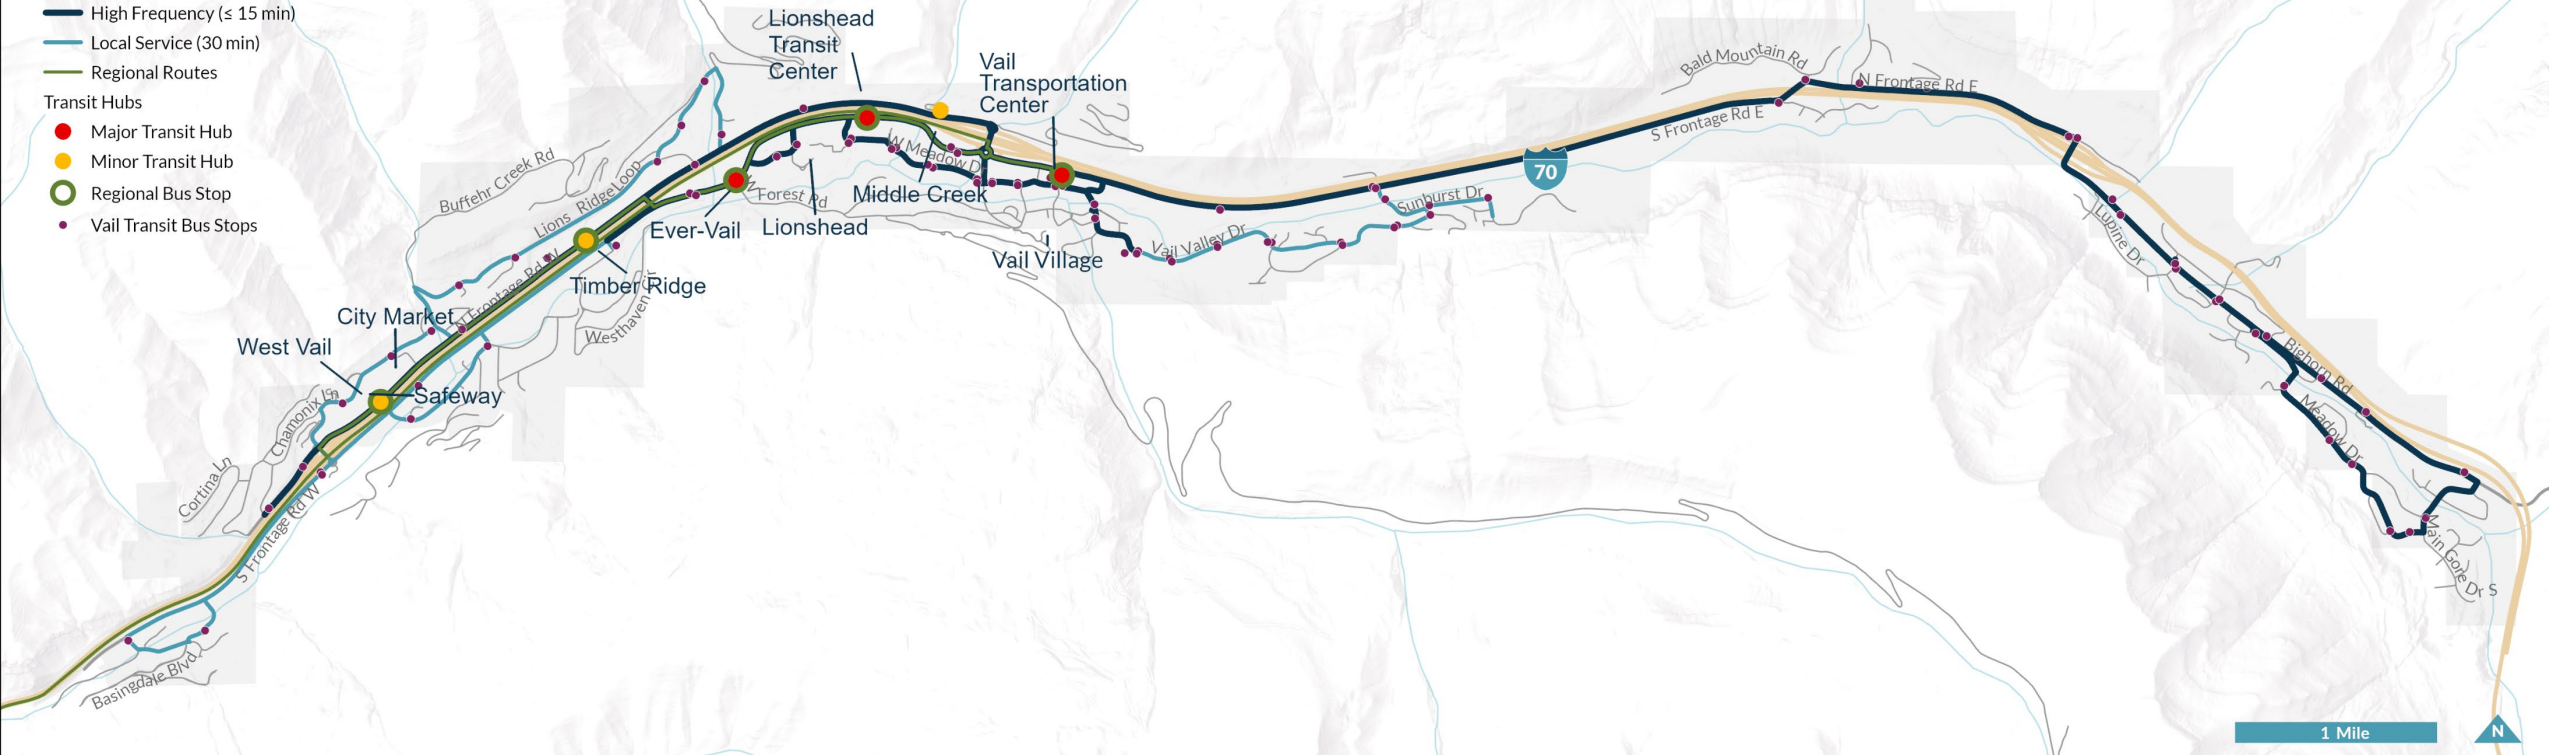 High Frequency (≤ 15 min)
Local Service (30 min)
Regional Routes
Transit Hubs
Major Transit Hub
Minor Transit Hub
Regional Bus Stop
Vail Transit Bus Stops
Lionshead
Transit
Center
Vail
Transportation
Center
Bald Mountain Rd
N Frontage Rd E
S Frontage Rd E
70
Buffehr Creek Rd
Lions Ridge Loop
W Meadow Dr
Forest Rd
Middle Creek
Ever-Vail
Lionshead
Vail Village
Vail Valley Dr
Sunburst Dr
Lupine Dr
Timber Ridge
N Frontage Rd W
Westhaven Cir
City Market
West Vail
Safeway
Chamonix Ln
Cortina Ln
S Frontage Rd W
Basingdale Blvd
Bighorn Rd
Meadow Dr
Main Gore Dr S
1 Mile
N